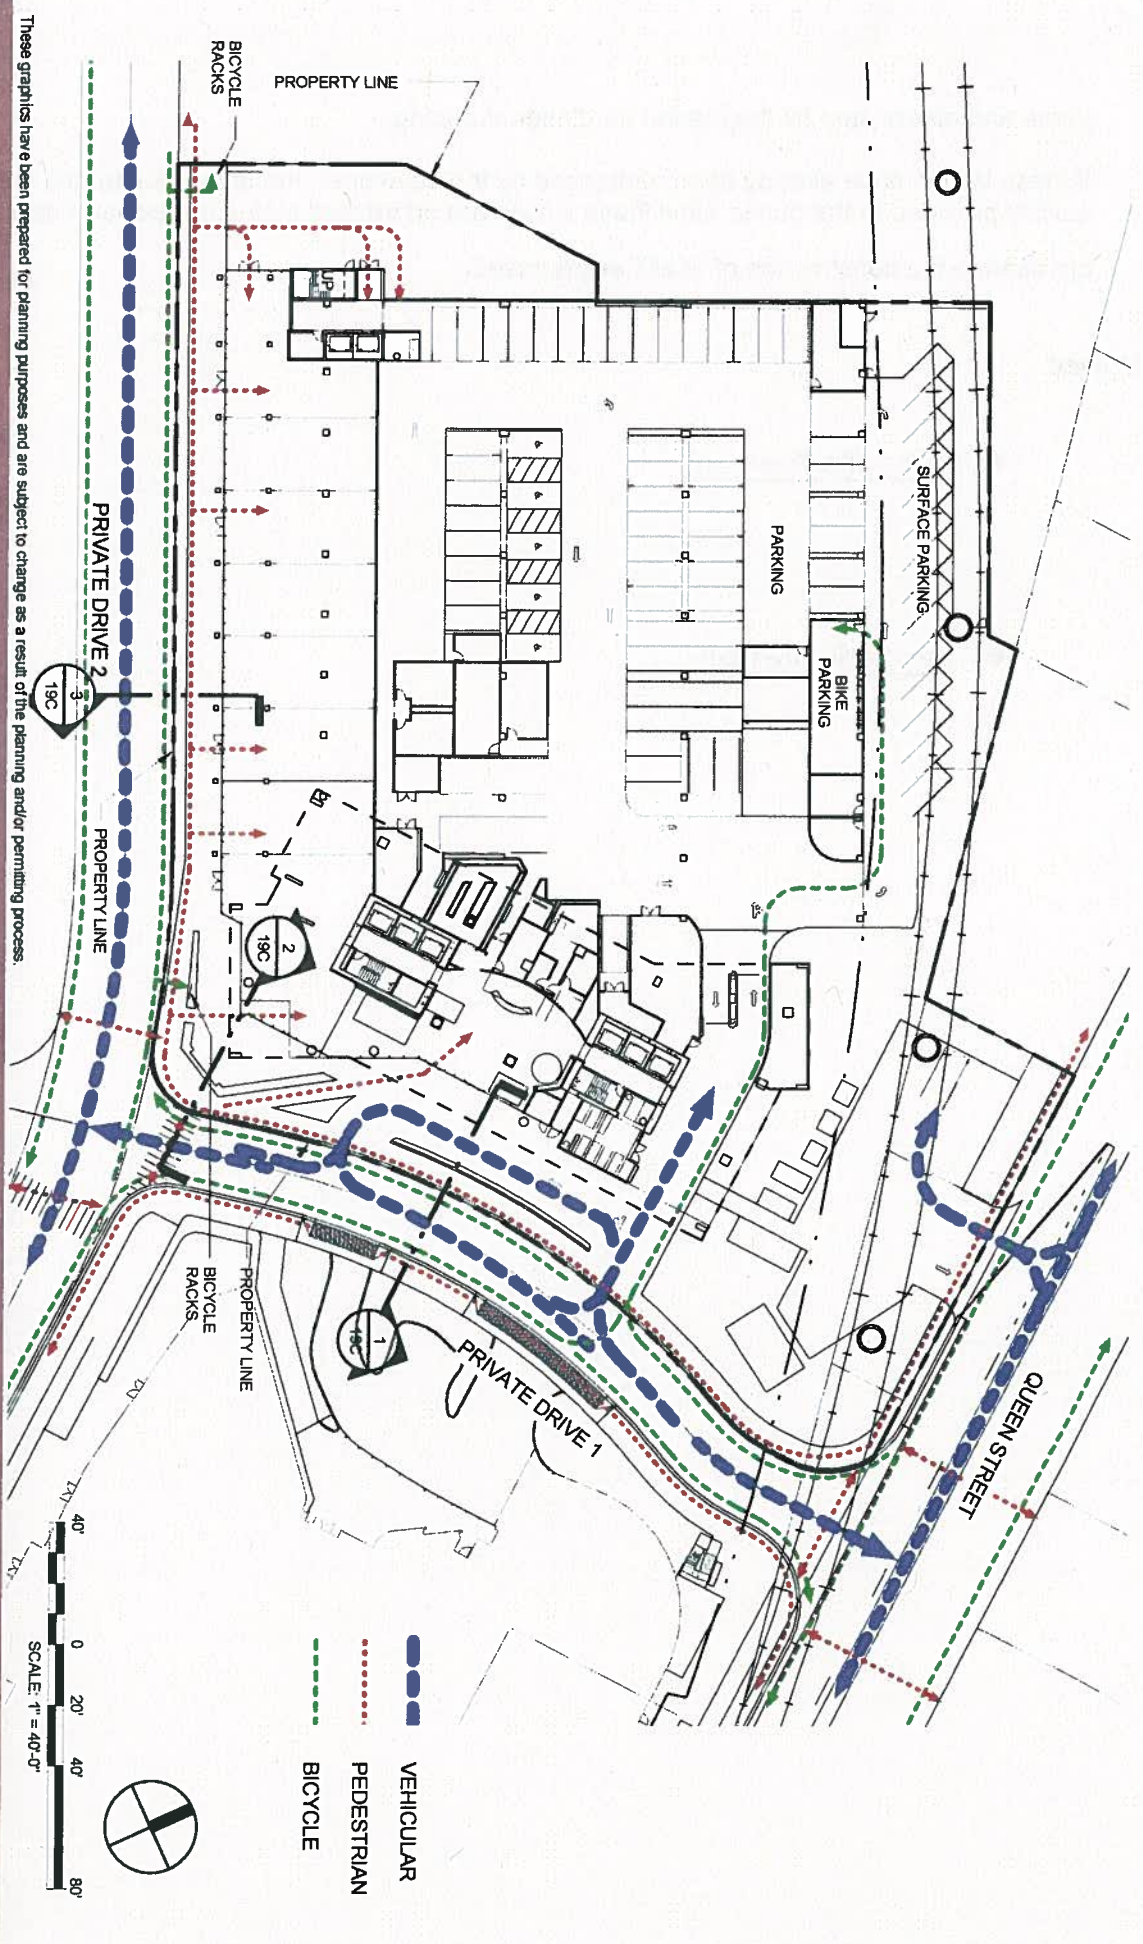 BICYCLE
RACKS
PROPERTY LINE
UP
SURFACE PARKING
PARKING
BIKE
PARKING
PRIVATE DRIVE 2
3
19C
PROPERTY LINE
2
19C
BICYCLE
RACKS
PROPERTY LINE
1
19C
PRIVATE DRIVE 1
QUEEN STREET
VEHICULAR
PEDESTRIAN
BICYCLE
40'
0
20'
40'
80'
SCALE: 1" = 40'-0"
These graphics have been prepared for planning purposes and are subject to change as a result of the planning and/or permitting process.